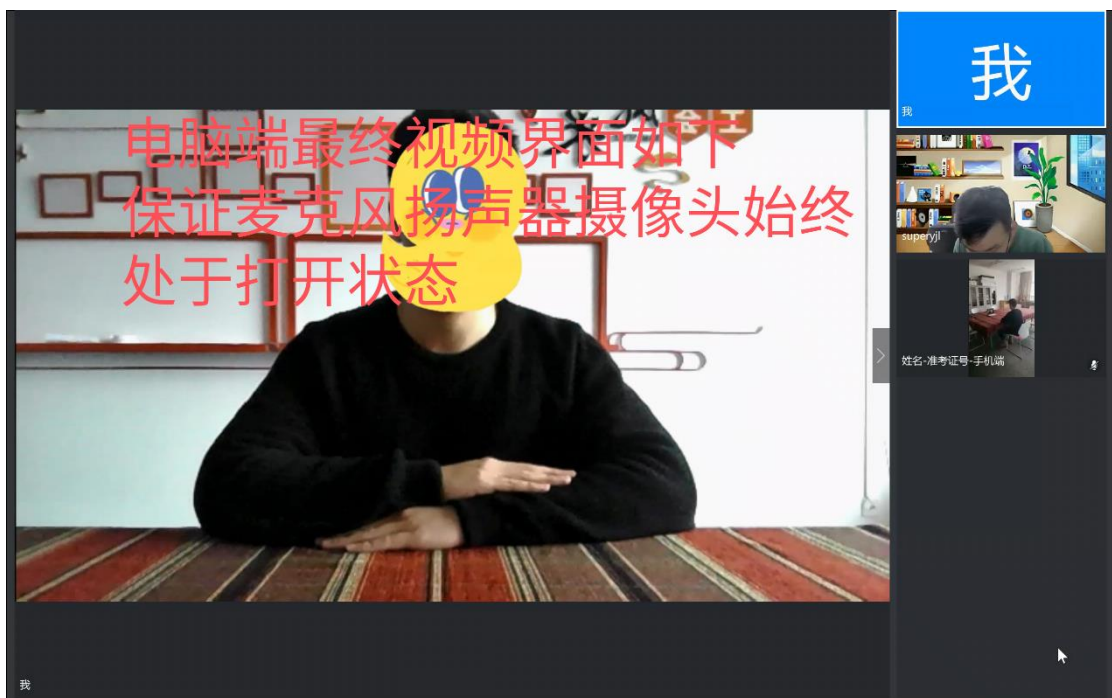 电脑端最终视频界面如下
保证麦克风扬声器摄像头始终
处于打开状态
我
我
我
superyjl
姓名-准考证号-手机端